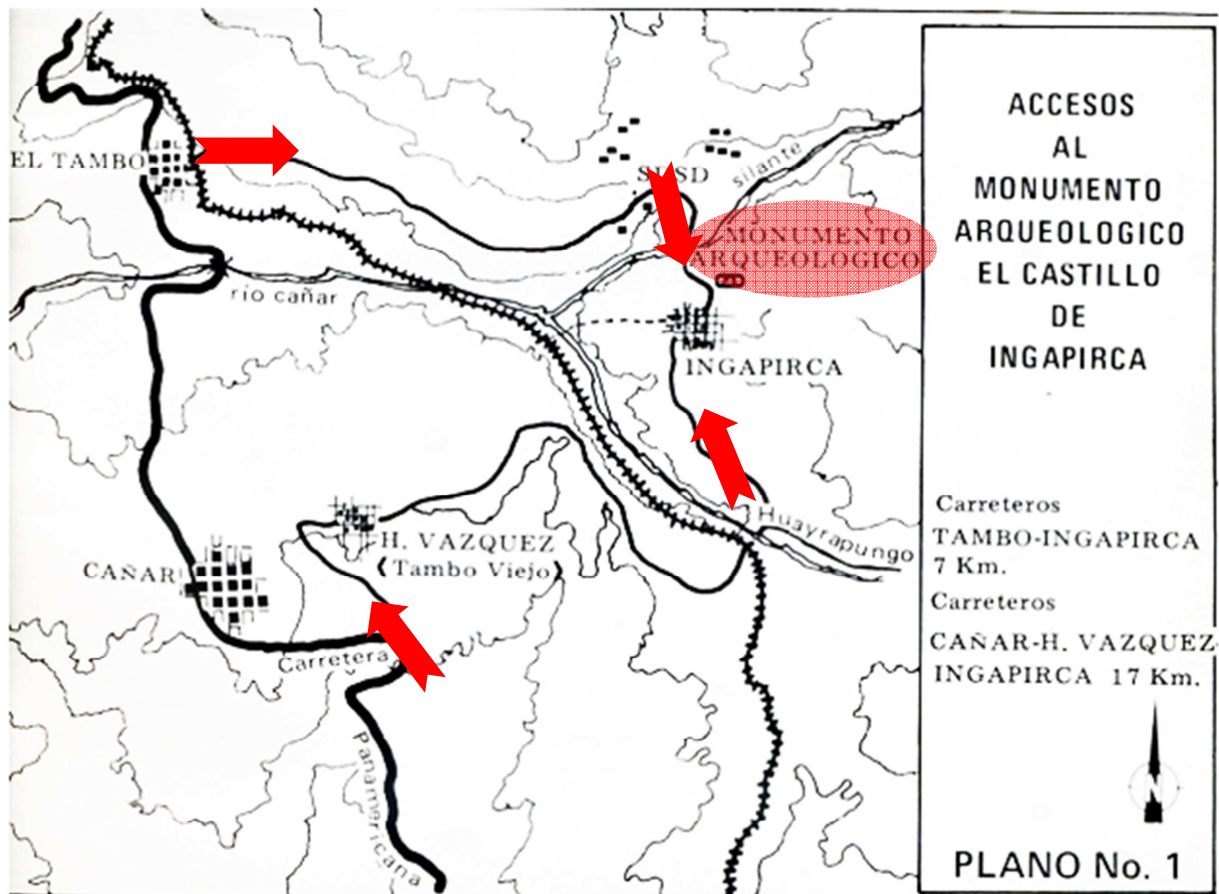 ACCESOS
AL
MONUMENTO
ARQUEOLOGICO
EL CASTILLO
DE
INGAPIRCA
EL TAMBO
silante
MONUMENTO
ARQUEOLOGICO
río cañar
INGAPIRCA
Huayrapungo
H. VAZQUEZ
(Tambo Viejo)
CAÑAR
Carretera
Panamericana
Carreteros
TAMBO-INGAPIRCA
7 Km.
Carreteros
CAÑAR-H. VAZQUEZ-
INGAPIRCA 17 Km.
N
PLANO No. 1